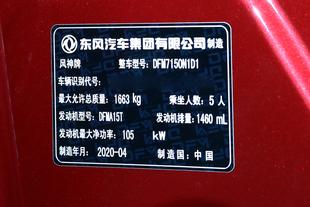 东风汽车集团有限公司 制造
风神牌 整车型号: DFM7150N1D1
车辆识别代号:
最大允许总质量: 1663 kg 乘坐人数: 5 人
发动机型号: DFMA15T 发动机排量: 1460 mL
发动机最大净功率: 105 kW
制造年月: 2020-04 制造国: 中国